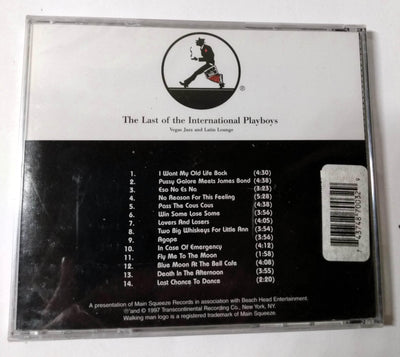 ®
The Last of the International Playboys
Vegas Jazz and Latin Lounge
1. I Want My Old Life Back (4:30)
2. Pussy Galore Meets James Bond (4:38)
3. Eso No Es No (3:23)
4. No Reason For This Feeling (5:28)
5. Pass The Cous Cous (4:38)
6. Win Some Lose Some (3:56)
7. Lovers And Losers (4:05)
8. Two Big Whiskeys For Little Ann (3:54)
9. Agape (3:56)
10. In Case Of Emergency (4:12)
11. Fly Me To The Moon (1:58)
12. Blue Moon At The Ball Cafe (4:08)
13. Death In The Afternoon (3:55)
14. Last Chance To Dance (2:20)
A presentation of Main Squeeze Records in association with Beach Head Entertainment.
℗and © 1997 Transcontinental Recording Co., New York, NY.
Walking man logo is a registered trademark of Main Squeeze.